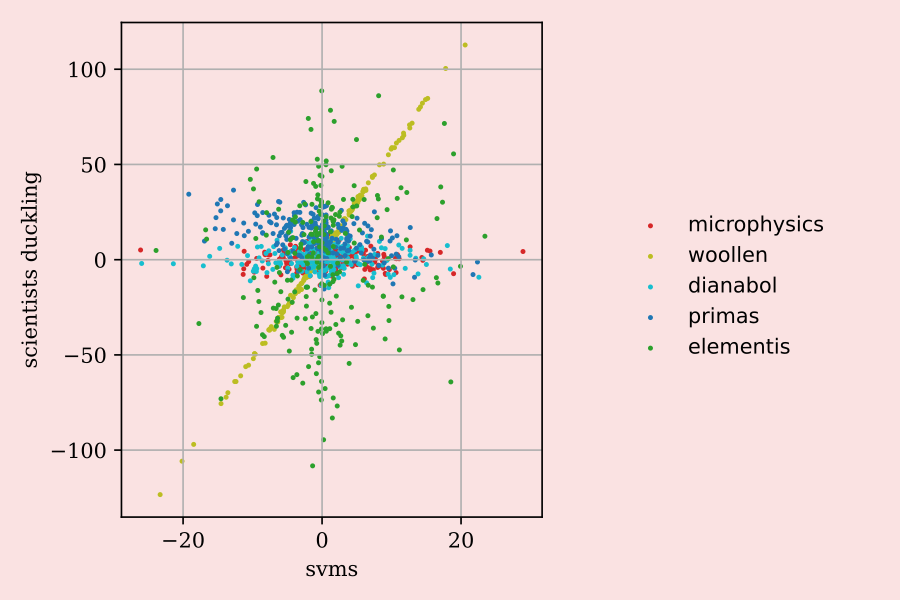 100
50
0
−50
−100
−20
0
20
svms
scientists duckling
microphysics
woollen
dianabol
primas
elementis